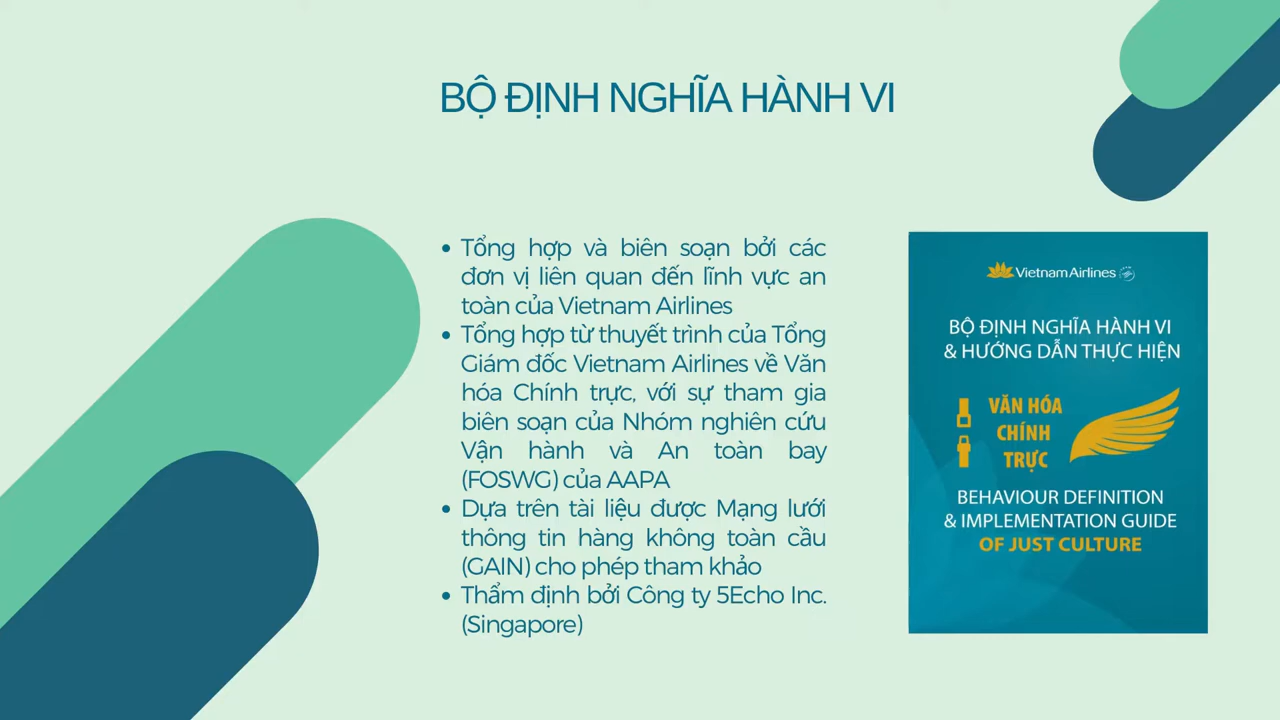 BỘ ĐỊNH NGHĨA HÀNH VI
• Tổng hợp và biên soạn bởi các
đơn vị liên quan đến lĩnh vực an
toàn của Vietnam Airlines
• Tổng hợp từ thuyết trình của Tổng
Giám đốc Vietnam Airlines về Văn
hóa Chính trực, với sự tham gia
biên soạn của Nhóm nghiên cứu
Vận hành và An toàn bay
(FOSWG) của AAPA
• Dựa trên tài liệu được Mạng lưới
thông tin hàng không toàn cầu
(GAIN) cho phép tham khảo
• Thẩm định bởi Công ty 5Echo Inc.
(Singapore)
Vietnam Airlines
BỘ ĐỊNH NGHĨA HÀNH VI
& HƯỚNG DẪN THỰC HIỆN
VĂN HÓA
CHÍNH
TRỰC
BEHAVIOUR DEFINITION
& IMPLEMENTATION GUIDE
OF JUST CULTURE